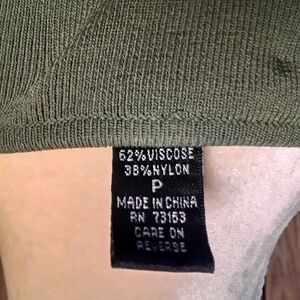 62%VISCOSE
38%NYLON
P
MADE IN CHINA
RN 73153
CARE ON
REVERSE